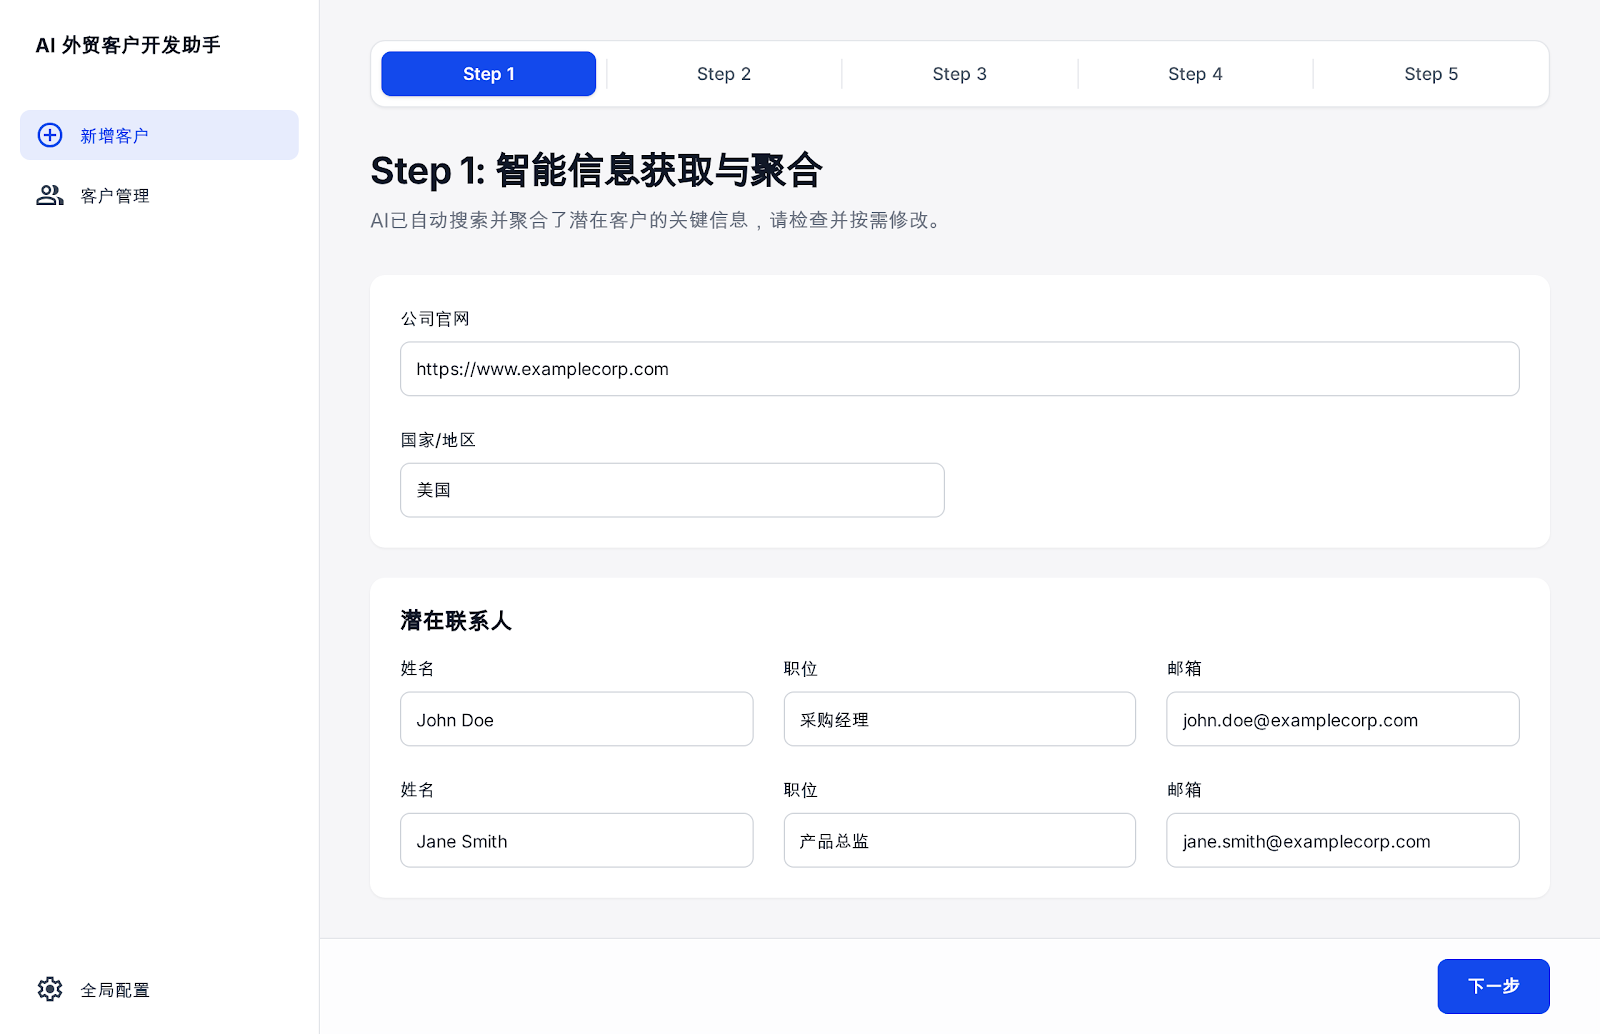 AI 外贸客户开发助手
新增客户
客户管理
全局配置
Step 1
Step 2
Step 3
Step 4
Step 5
Step 1: 智能信息获取与聚合
AI已自动搜索并聚合了潜在客户的关键信息，请检查并按需修改。
公司官网
https://www.examplecorp.com
国家/地区
美国
潜在联系人
姓名
职位
邮箱
John Doe
采购经理
john.doe@examplecorp.com
姓名
职位
邮箱
Jane Smith
产品总监
jane.smith@examplecorp.com
下一步